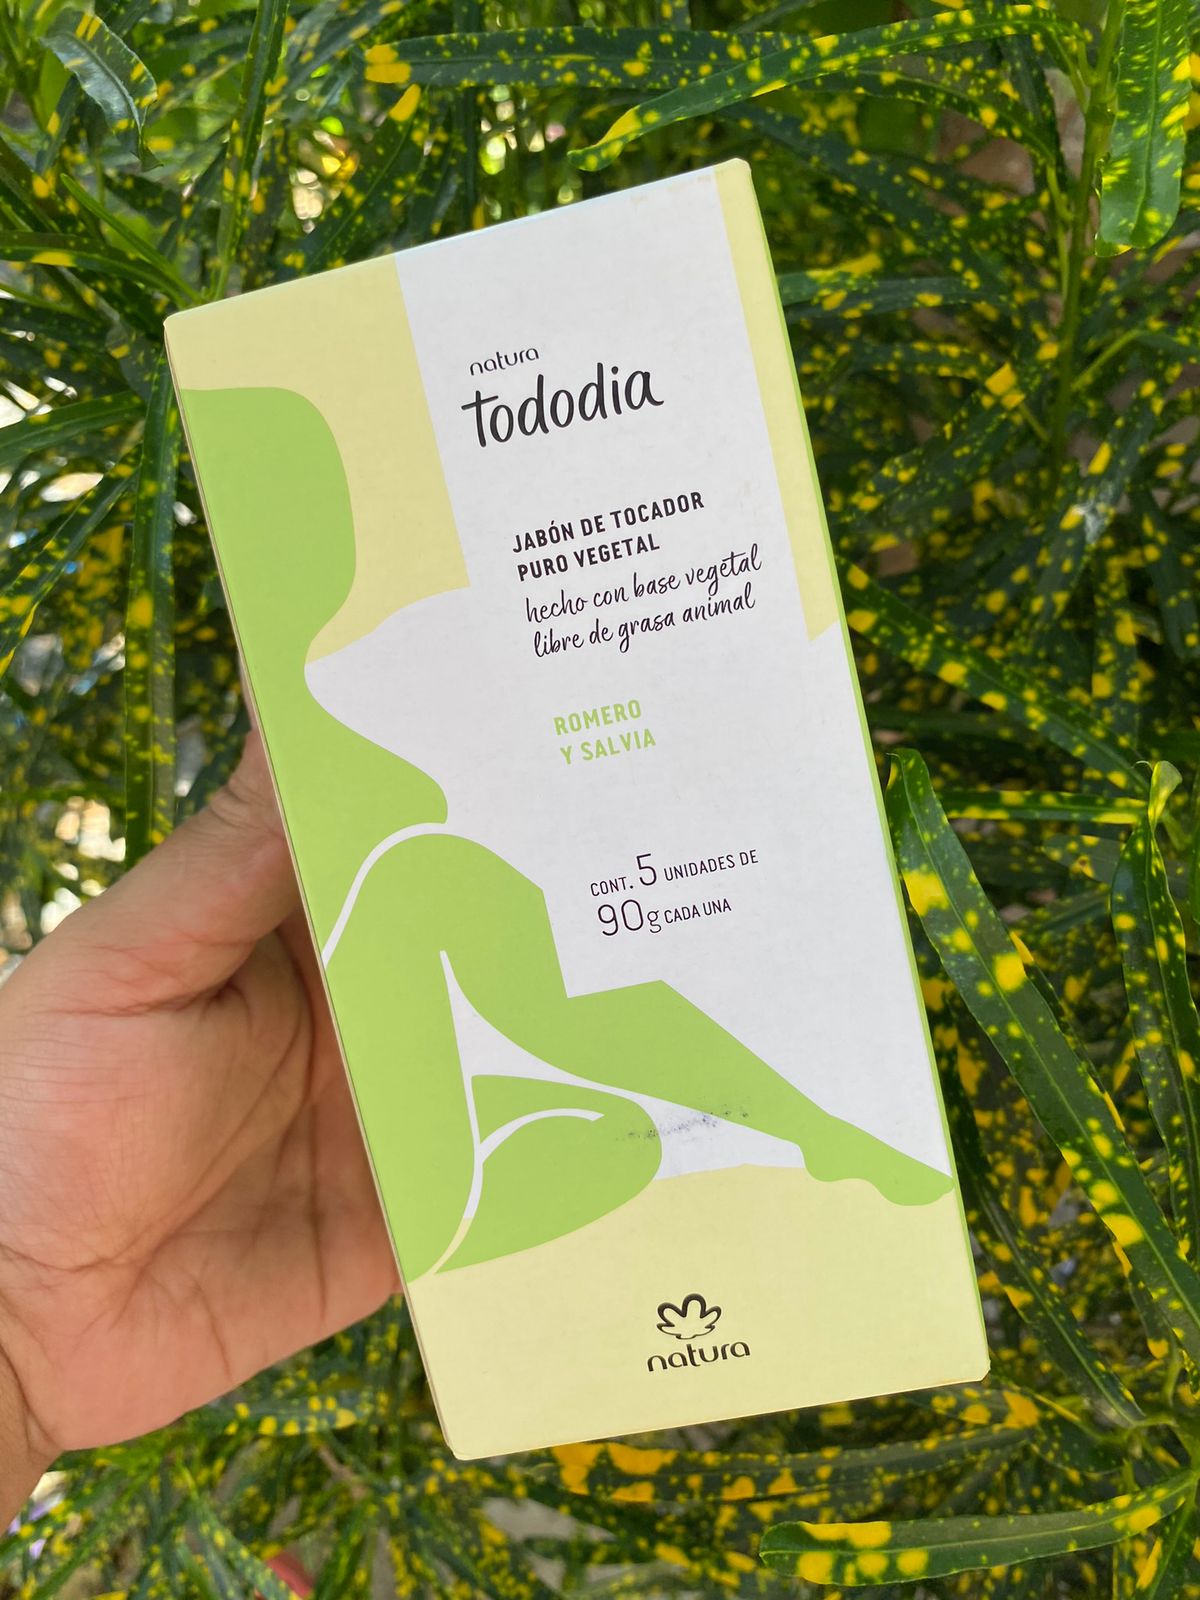 natura
tododia
JABÓN DE TOCADOR
PURO VEGETAL
hecho con base vegetal
libre de grasa animal
ROMERO
Y SALVIA
CONT. 5 UNIDADES DE
90g CADA UNA
natura